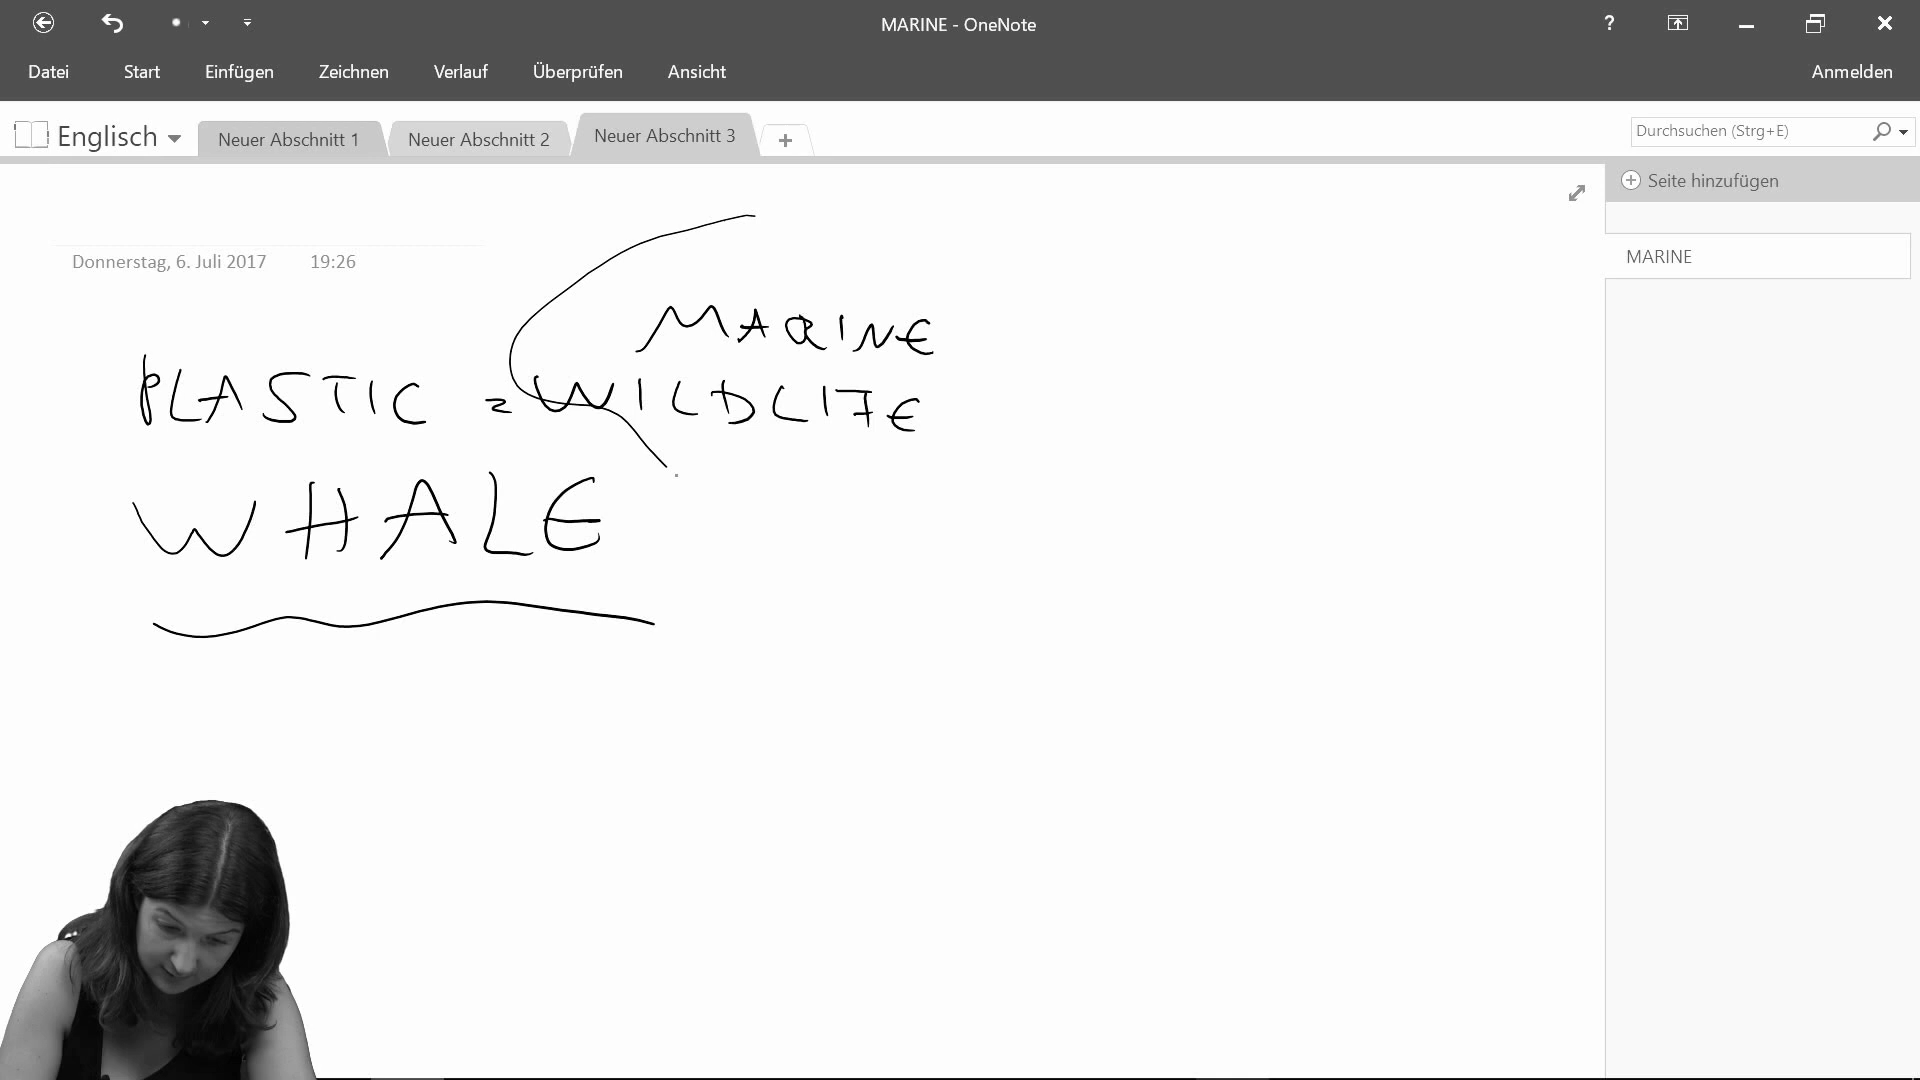 MARINE - OneNote
?
Datei Start Einfügen Zeichnen Verlauf Überprüfen Ansicht Anmelden
Englisch Neuer Abschnitt 1 Neuer Abschnitt 2 Neuer Abschnitt 3 +
Durchsuchen (Strg+E)
Seite hinzufügen
MARINE
Donnerstag, 6. Juli 2017 19:26
MARINE
PLASTIC = WILDLIFE
WHALE